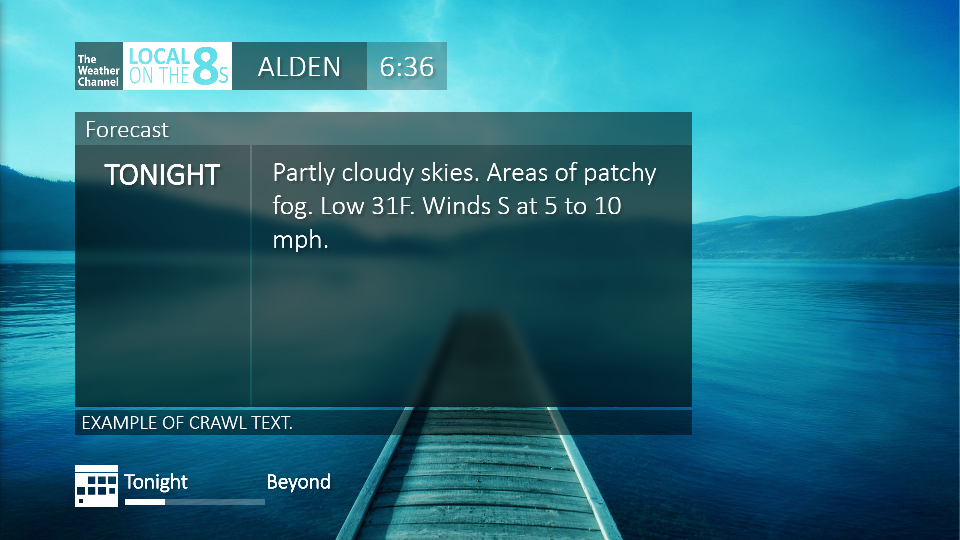 The
Weather
Channel
LOCAL
ON THE 8s
ALDEN
6:36
Forecast
TONIGHT
Partly cloudy skies. Areas of patchy
fog. Low 31F. Winds S at 5 to 10
mph.
EXAMPLE OF CRAWL TEXT.
Tonight
Beyond